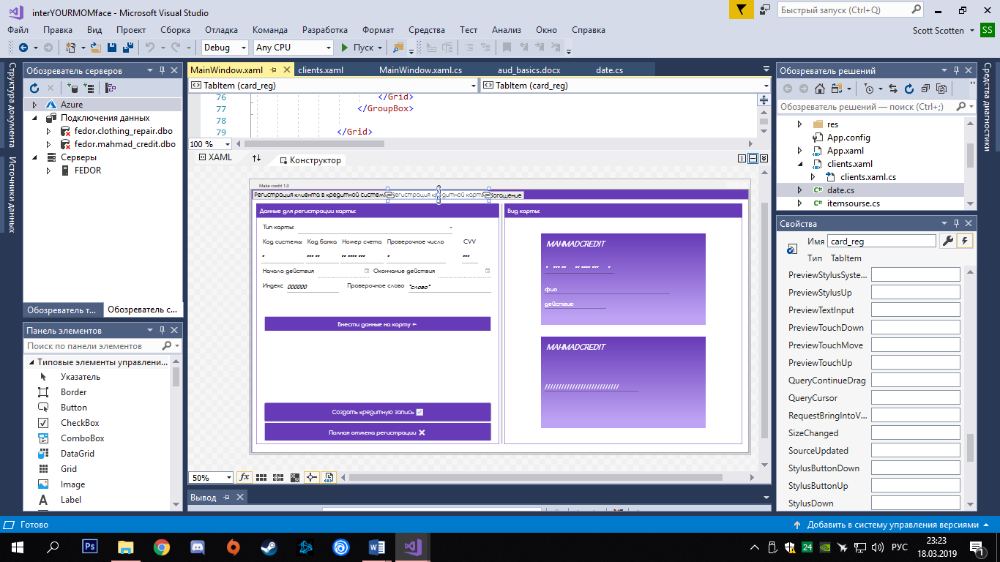 interYOURMOMface - Microsoft Visual Studio
Быстрый запуск (Ctrl+Q)
Файл Правка Вид Проект Сборка Отладка Команда Разработка Формат Средства Тест Анализ Окно Справка
Scott Scotten SS
Debug Any CPU Пуск
Структура документа
Источники данных
Обозреватель серверов
Azure
Подключения данных
fedor.clothing_repair.dbo
fedor.mahmad_credit.dbo
Серверы
FEDOR
Обозреватель т... Обозреватель с...
Панель элементов
Поиск по панели элементов
Типовые элементы управлени...
Указатель
Border
Button
CheckBox
ComboBox
DataGrid
Grid
Image
Label
MainWindow.xaml clients.xaml MainWindow.xaml.cs aud_basics.docx date.cs
TabItem (card_reg) TabItem (card_reg)
76 </Grid>
77 </GroupBox>
78
79 </Grid>
100 %
XAML Конструктор
Make credit 1.0
Регистрация клиента в кредитной систем Регистрация кредитной карты огашение
Данные для регистрации карты:
Тип карты:
Код системы Код банка Номер счета Проверочное число CVV
Начало действия Окончание действия
Индекс 000000 Проверочное слово "слово"
Внести данные на карту
Создать кредитную запись
Полная отмена регистрации
Вид карты:
MAHMADCREDIT
фио
действие
MAHMADCREDIT
50% fx
Вывод
Обозреватель решений
Обозреватель решений — поиск (Ctrl+;)
res
App.config
App.xaml
clients.xaml
clients.xaml.cs
C# date.cs
C# itemsourse.cs
Средства диагностики
Свойства
Имя card_reg
Тип TabItem
PreviewStylusSyste...
PreviewStylusUp
PreviewTextInput
PreviewTouchDown
PreviewTouchMove
PreviewTouchUp
QueryContinueDrag
QueryCursor
RequestBringIntoV...
SizeChanged
SourceUpdated
StylusButtonDown
StylusButtonUp
StylusDown
Готово
Добавить в систему управления версиями
Ps
24
РУС
23:23
18.03.2019
1